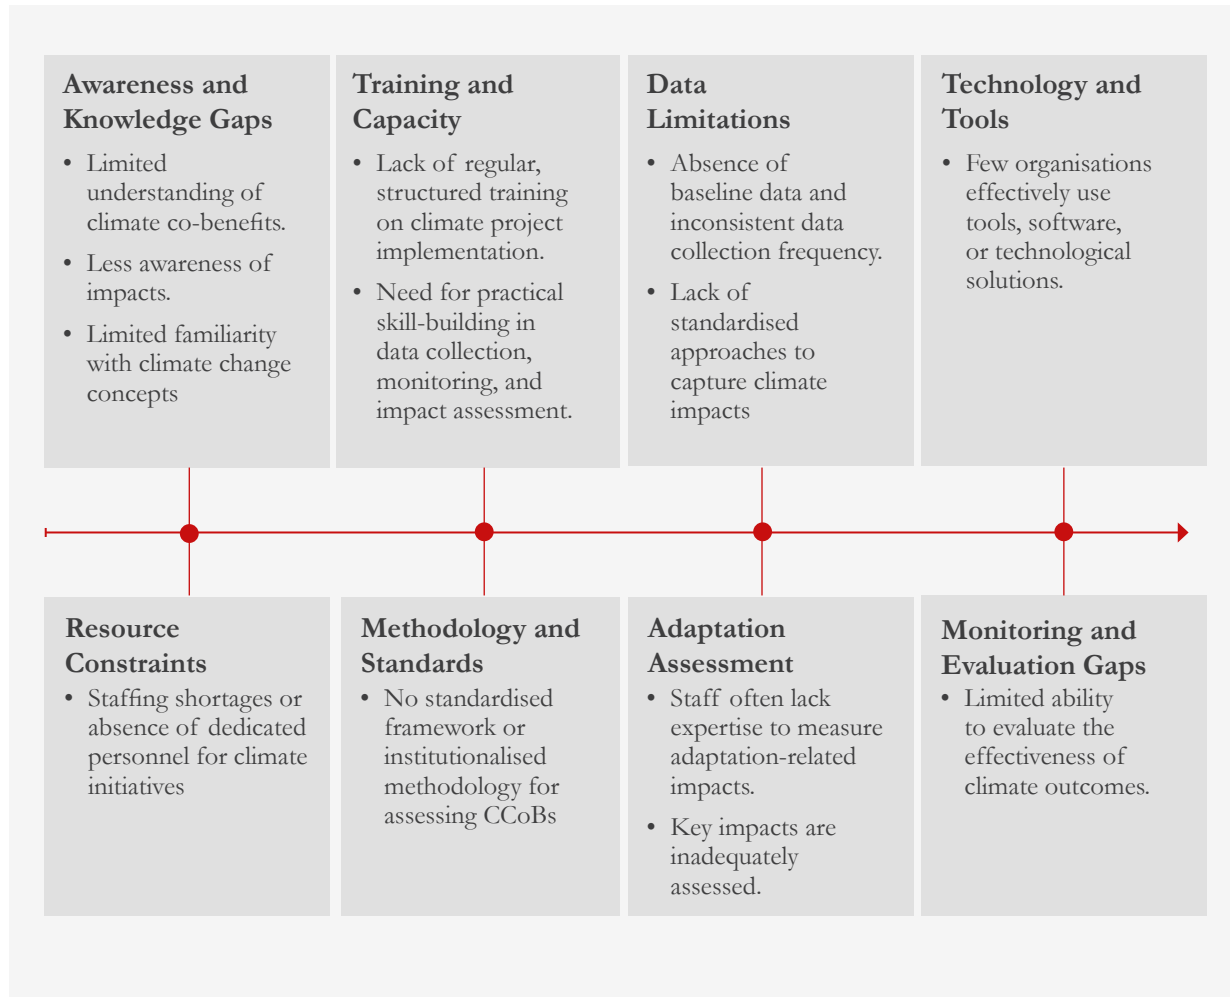 Awareness and
Knowledge Gaps
• Limited
understanding of
climate co-benefits.
• Less awareness of
impacts.
• Limited familiarity
with climate change
concepts
Training and
Capacity
• Lack of regular,
structured training
on climate project
implementation.
• Need for practical
skill-building in
data collection,
monitoring, and
impact assessment.
Data
Limitations
• Absence of
baseline data and
inconsistent data
collection frequency.
• Lack of
standardised
approaches to
capture climate
impacts
Technology and
Tools
• Few organisations
effectively use
tools, software,
or technological
solutions.
Resource
Constraints
• Staffing shortages or
absence of dedicated
personnel for climate
initiatives
Methodology and
Standards
• No standardised
framework or
institutionalised
methodology for
assessing CCoBs
Adaptation
Assessment
• Staff often lack
expertise to measure
adaptation-related
impacts.
• Key impacts are
inadequately
assessed.
Monitoring and
Evaluation Gaps
• Limited ability
to evaluate the
effectiveness of
climate outcomes.